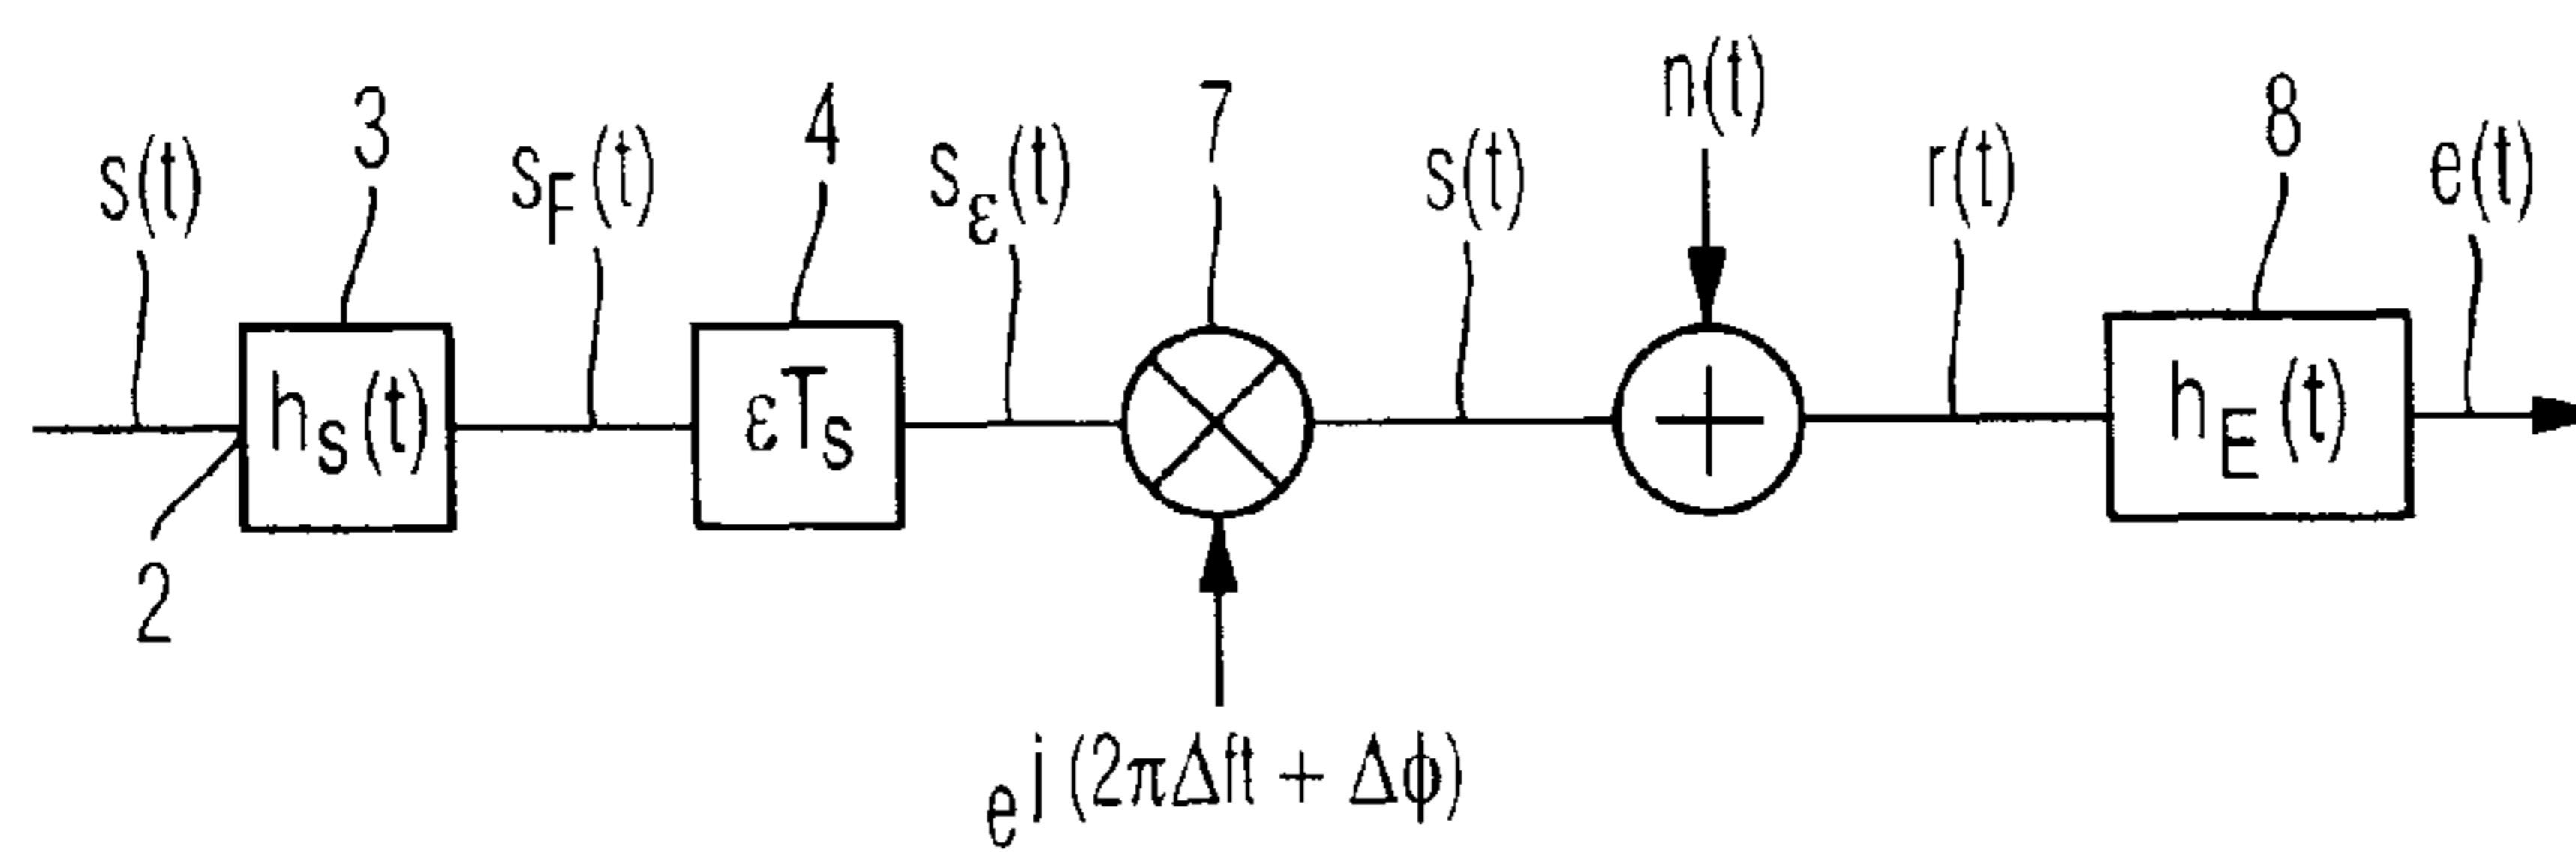 s(t)
3
s_F(t)
4
s_ε(t)
7
s(t)
n(t)
r(t)
8
e(t)
h_S(t)
εT_S
h_E(t)
2
e^{j(2πΔft + Δϕ)}